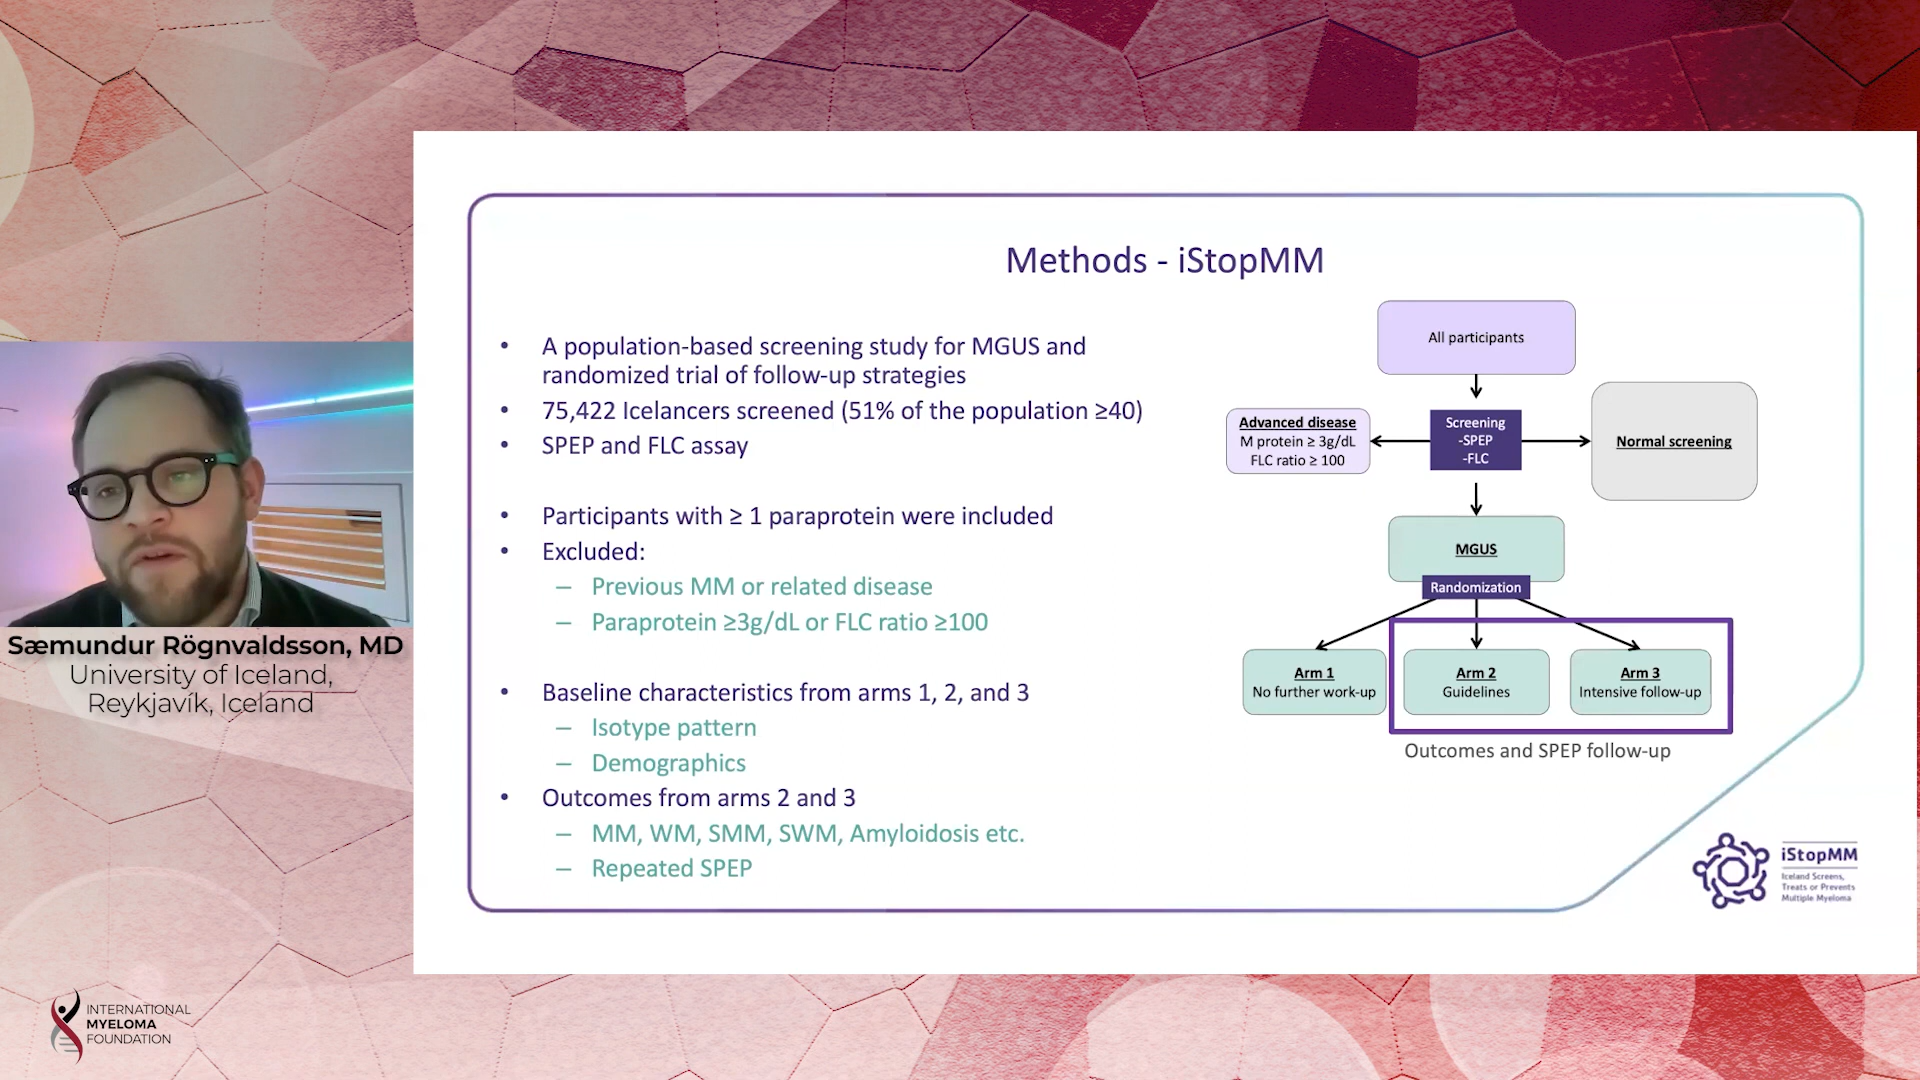 Methods - iStopMM
• A population-based screening study for MGUS and
randomized trial of follow-up strategies
• 75,422 Icelancers screened (51% of the population ≥40)
• SPEP and FLC assay
• Participants with ≥ 1 paraprotein were included
• Excluded:
– Previous MM or related disease
– Paraprotein ≥3g/dL or FLC ratio ≥100
• Baseline characteristics from arms 1, 2, and 3
– Isotype pattern
– Demographics
• Outcomes from arms 2 and 3
– MM, WM, SMM, SWM, Amyloidosis etc.
– Repeated SPEP
All participants
Advanced disease
M protein ≥ 3g/dL
FLC ratio ≥ 100
Screening
-SPEP
-FLC
Normal screening
MGUS
Randomization
Arm 1
No further work-up
Arm 2
Guidelines
Arm 3
Intensive follow-up
Outcomes and SPEP follow-up
iStopMM
Iceland Screens,
Treats or Prevents
Multiple Myeloma
Sæmundur Rögnvaldsson, MD
University of Iceland,
Reykjavík, Iceland
INTERNATIONAL
MYELOMA
FOUNDATION